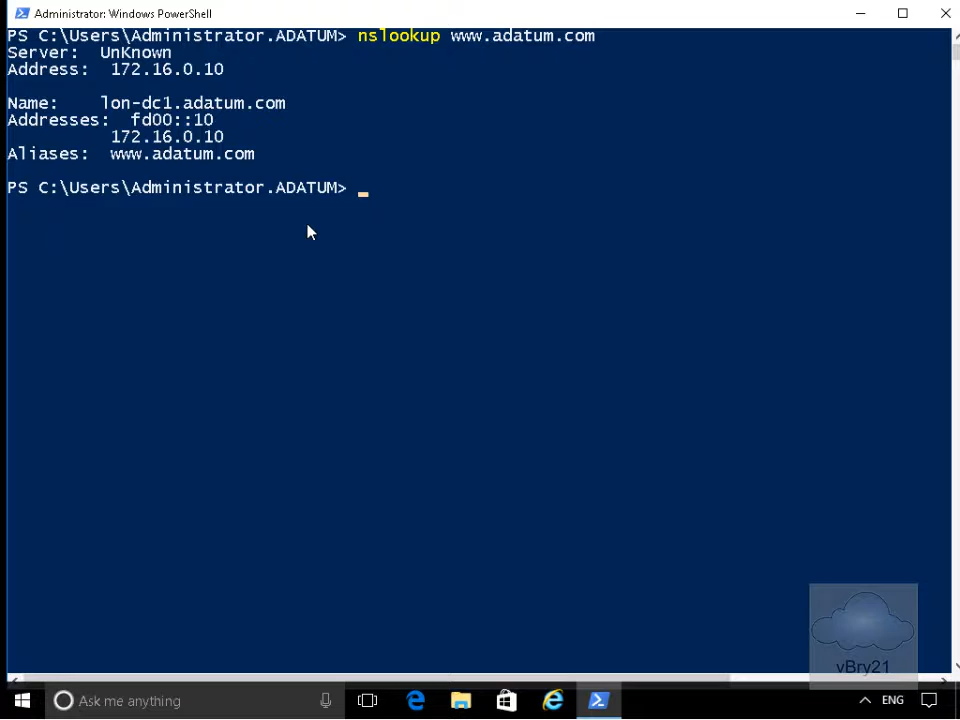 Administrator: Windows PowerShell
PS C:\Users\Administrator.ADATUM> nslookup www.adatum.com
Server:  UnKnown
Address:  172.16.0.10
Name:    lon-dc1.adatum.com
Addresses:  fd00::10
172.16.0.10
Aliases:  www.adatum.com
PS C:\Users\Administrator.ADATUM>
vBry21
Ask me anything
ENG